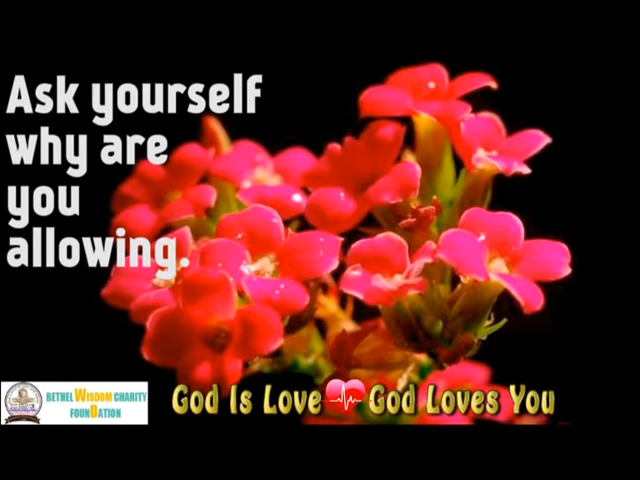 Ask yourself
why are
you
allowing.
BETHEL WISDOM CHARITY
FOUNDATION
God Is Love God Loves You